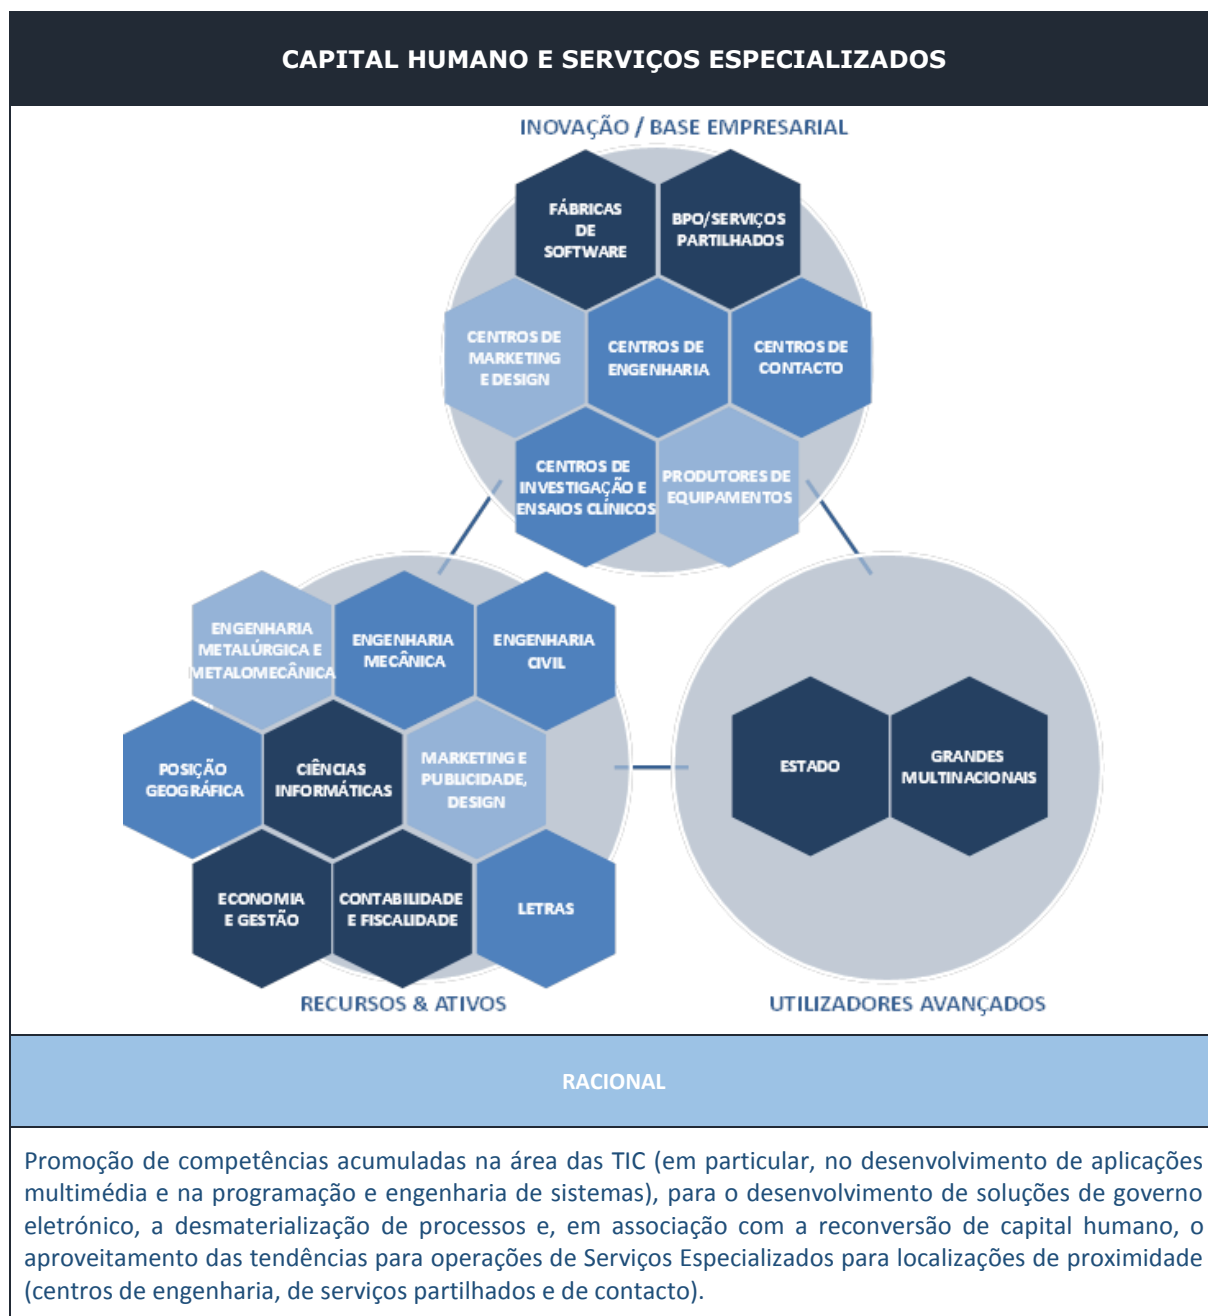 CAPITAL HUMANO E SERVIÇOS ESPECIALIZADOS
INOVAÇÃO / BASE EMPRESARIAL
FÁBRICAS
DE
SOFTWARE
BPO/SERVIÇOS
PARTILHADOS
CENTROS DE
MARKETING
E DESIGN
CENTROS DE
ENGENHARIA
CENTROS DE
CONTACTO
CENTROS DE
INVESTIGAÇÃO E
ENSAIOS CLÍNICOS
PRODUTORES DE
EQUIPAMENTOS
ENGENHARIA
METALÚRGICA E
METALOMECÂNICA
ENGENHARIA
MECÂNICA
ENGENHARIA
CIVIL
POSIÇÃO
GEOGRÁFICA
CIÊNCIAS
INFORMÁTICAS
MARKETING E
PUBLICIDADE,
DESIGN
ECONOMIA
E GESTÃO
CONTABILIDADE
E FISCALIDADE
LETRAS
RECURSOS & ATIVOS
ESTADO
GRANDES
MULTINACIONAIS
UTILIZADORES AVANÇADOS
RACIONAL
Promoção de competências acumuladas na área das TIC (em particular, no desenvolvimento de aplicações
multimédia e na programação e engenharia de sistemas), para o desenvolvimento de soluções de governo
eletrónico, a desmaterialização de processos e, em associação com a reconversão de capital humano, o
aproveitamento das tendências para operações de Serviços Especializados para localizações de proximidade
(centros de engenharia, de serviços partilhados e de contacto).